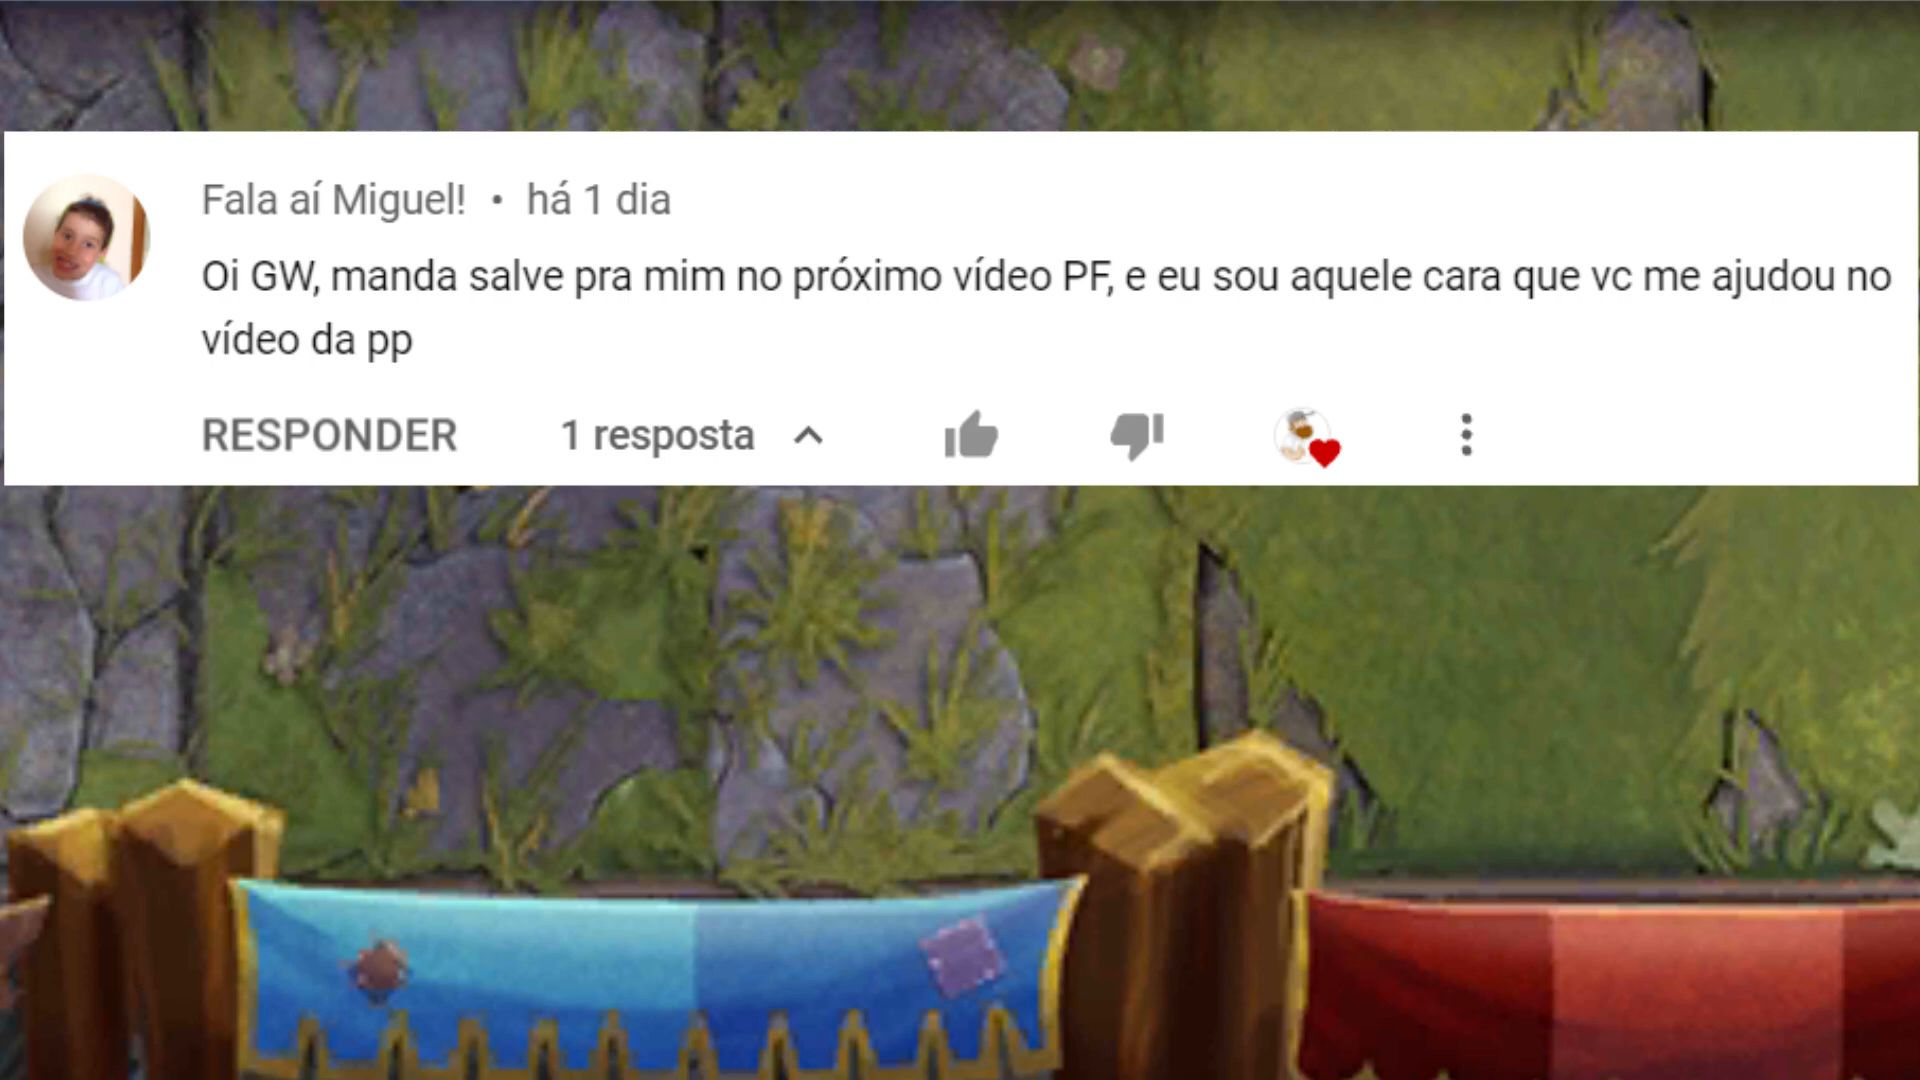 Fala aí Miguel! • há 1 dia
Oi GW, manda salve pra mim no próximo vídeo PF, e eu sou aquele cara que vc me ajudou no
vídeo da pp
RESPONDER 1 resposta